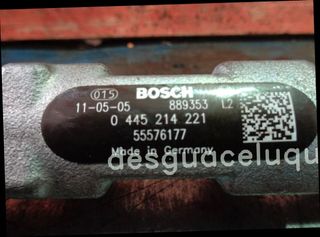 015 BOSCH
11-05-05 889353 L2
0 445 214 221
55576177
Made in Germany
desguaceluqu